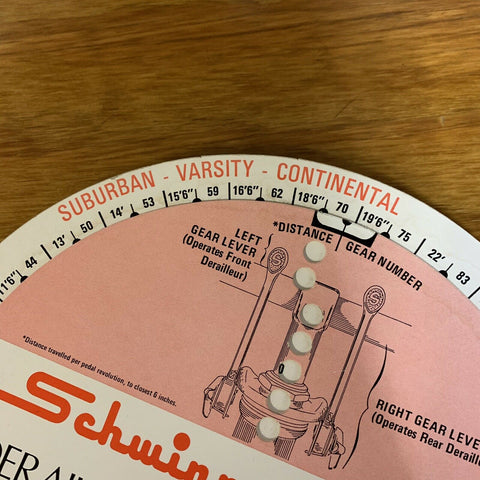 SUBURBAN - VARSITY - CONTINENTAL
44 13' 50 14' 53 15'6" 59 16'6" 62 18'6" 70 19'6" 75 22' 83
*DISTANCE GEAR NUMBER
LEFT
GEAR LEVER
(Operates Front
Derailleur)
*Distance travelled per pedal revolution, to closest 6 inches.
RIGHT GEAR
(Operates Rear
Schwinn